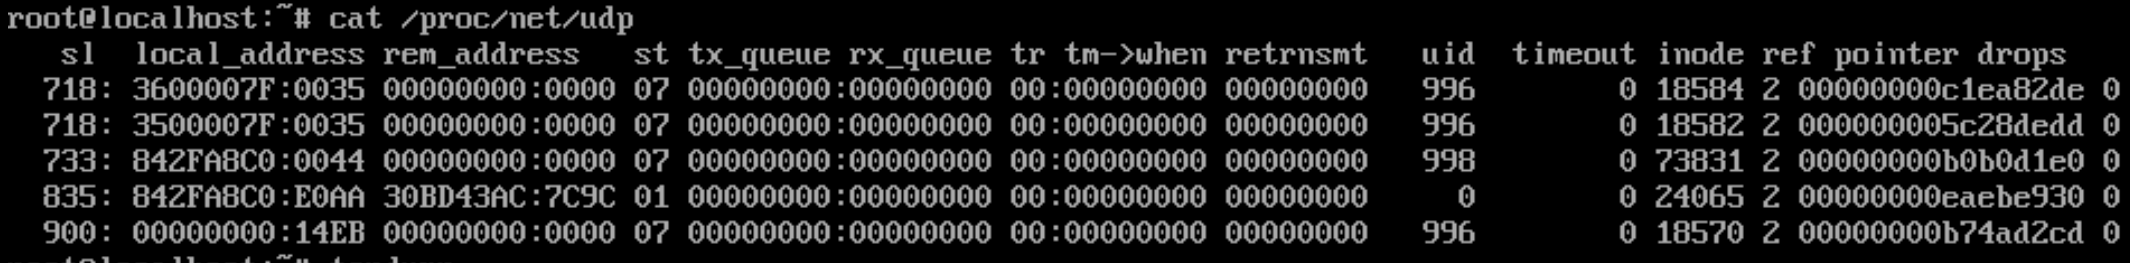 root@localhost:~# cat /proc/net/udp
sl local_address rem_address st tx_queue rx_queue tr tm->when retrnsmt uid timeout inode ref pointer drops
718: 3600007F:0035 00000000:0000 07 00000000:00000000 00:00000000 00000000 996 0 18584 2 00000000c1ea82de 0
718: 3500007F:0035 00000000:0000 07 00000000:00000000 00:00000000 00000000 996 0 18582 2 000000005c28dedd 0
733: 842FA8C0:0044 00000000:0000 07 00000000:00000000 00:00000000 00000000 998 0 73831 2 00000000b0b0d1e0 0
835: 842FA8C0:E0AA 30BD43AC:7C9C 01 00000000:00000000 00:00000000 00000000 0 0 24065 2 00000000eaebe930 0
900: 00000000:14EB 00000000:0000 07 00000000:00000000 00:00000000 00000000 996 0 18570 2 00000000b74ad2cd 0